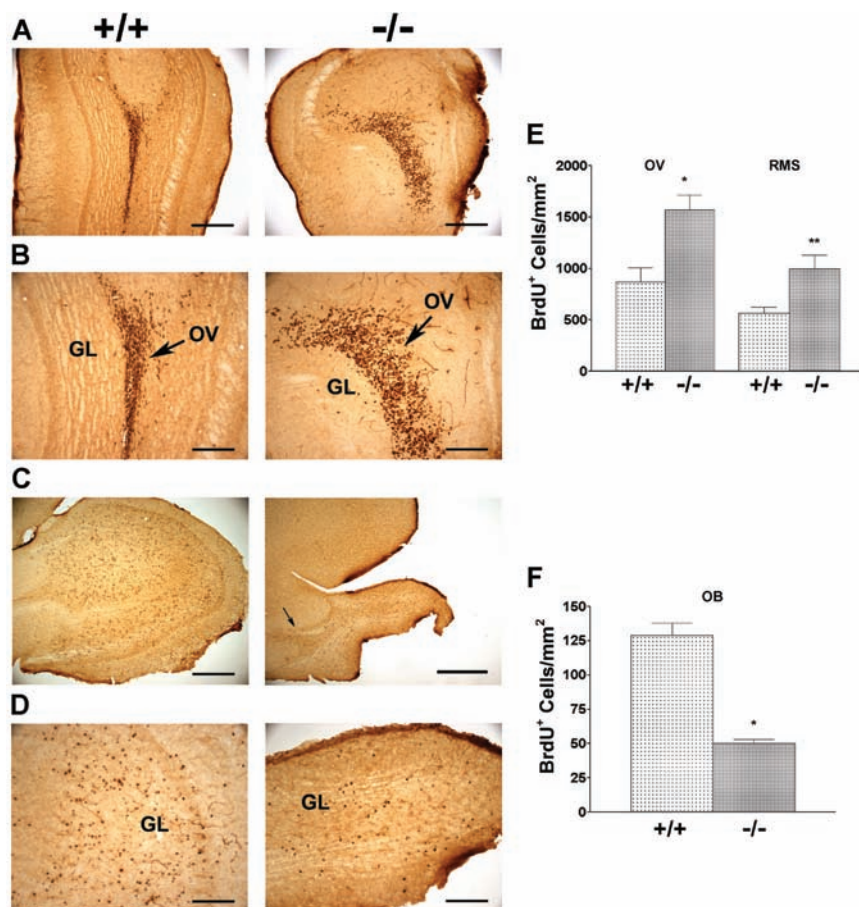 A
+/+
-/-
B
GL
OV
OV
GL
C
D
GL
GL
E
OV
RMS
BrdU+ Cells/mm2
2000
1500
1000
500
0
*
**
+/+
-/-
+/+
-/-
F
OB
BrdU+ Cells/mm2
150
125
100
75
50
25
0
*
+/+
-/-